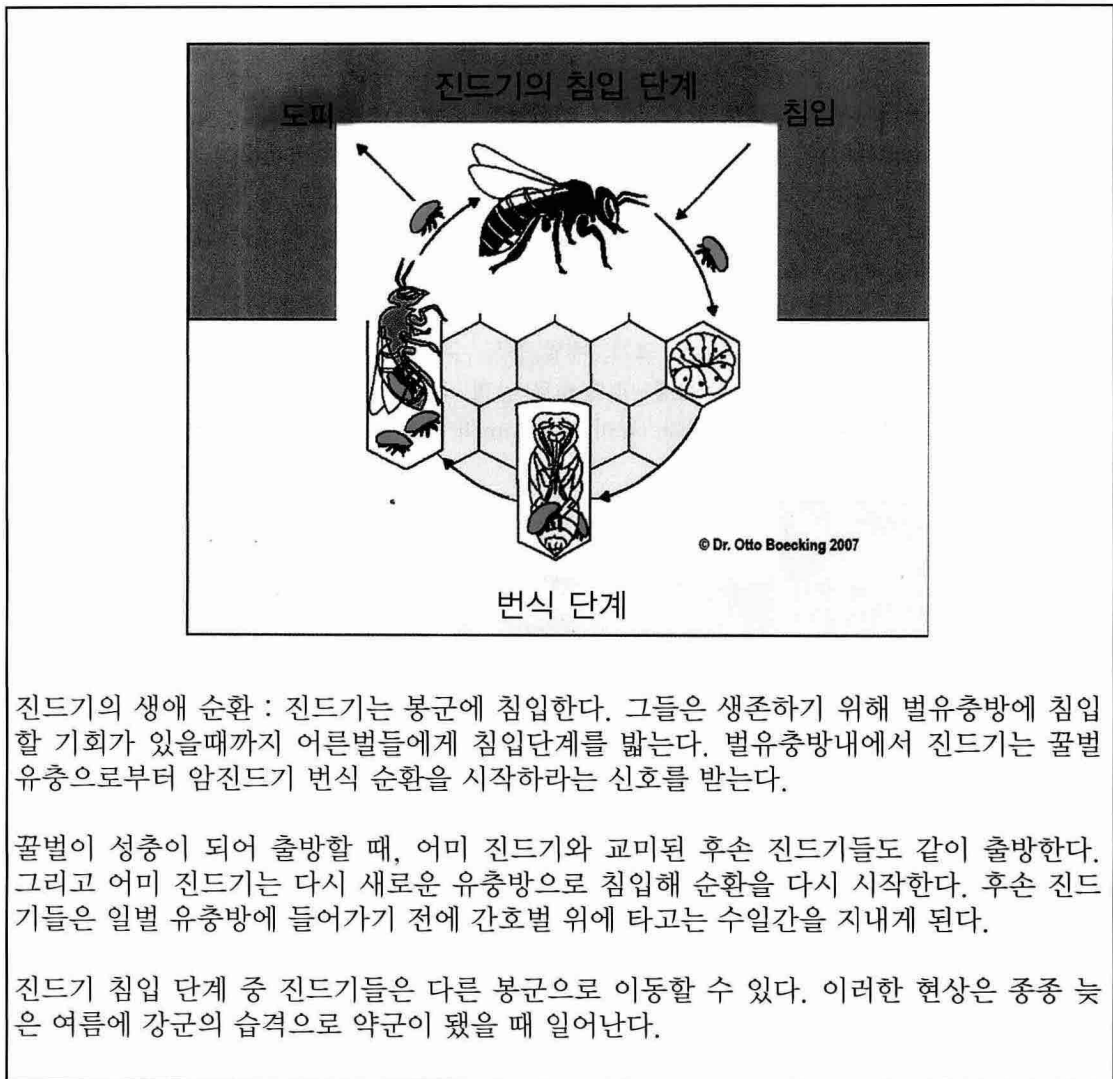 진드기의 침입 단계
도피
침입
© Dr. Otto Boecking 2007
번식 단계
진드기의 생애 순환 : 진드기는 봉군에 침입한다. 그들은 생존하기 위해 벌유충방에 침입
할 기회가 있을때까지 어른벌들에게 침입단계를 밟는다. 벌유충방내에서 진드기는 꿀벌
유충으로부터 암진드기 번식 순환을 시작하라는 신호를 받는다.
꿀벌이 성충이 되어 출방할 때, 어미 진드기와 교미된 후손 진드기들도 같이 출방한다.
그리고 어미 진드기는 다시 새로운 유충방으로 침입해 순환을 다시 시작한다. 후손 진드
기들은 일벌 유충방에 들어가기 전에 간호벌 위에 타고는 수일간을 지내게 된다.
진드기 침입 단계 중 진드기들은 다른 봉군으로 이동할 수 있다. 이러한 현상은 종종 늦
은 여름에 강군의 습격으로 약군이 됐을 때 일어난다.